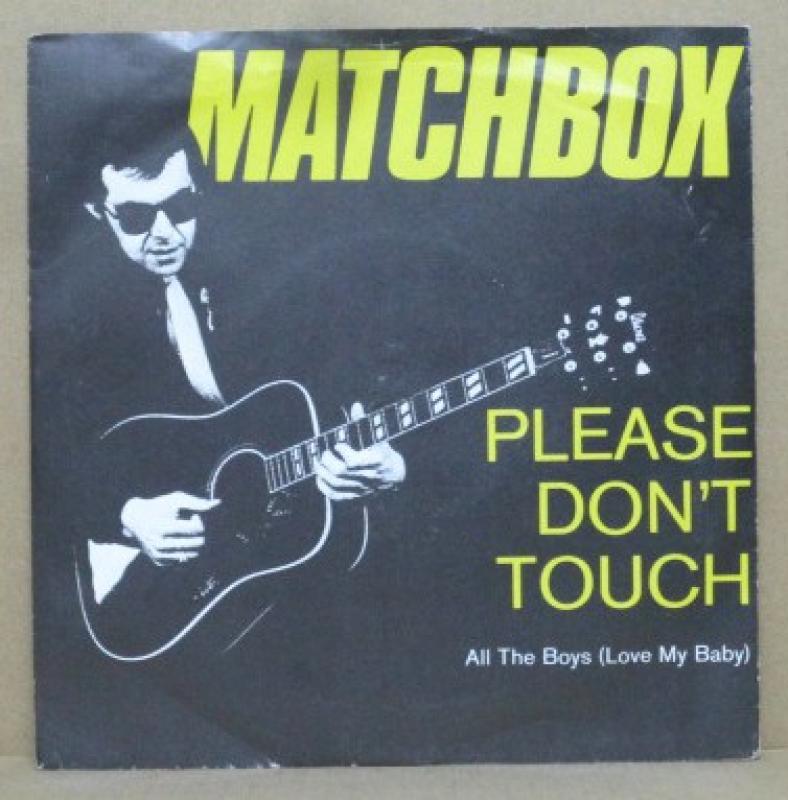 MATCHBOX
PLEASE
DON'T
TOUCH
All The Boys (Love My Baby)